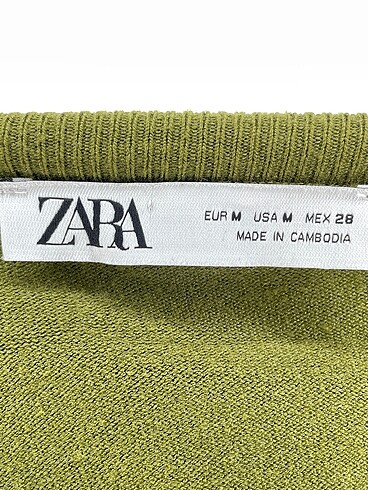 ZARA
EUR M USA M MEX 28
MADE IN CAMBODIA